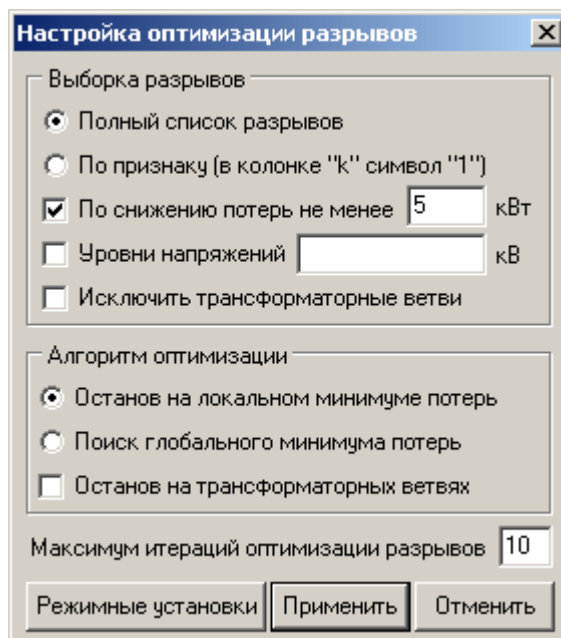 Настройка оптимизации разрывов
Выборка разрывов
Полный список разрывов
По признаку (в колонке "k" символ "1")
По снижению потерь не менее 5 кВт
Уровни напряжений кВ
Исключить трансформаторные ветви
Алгоритм оптимизации
Останов на локальном минимуме потерь
Поиск глобального минимума потерь
Останов на трансформаторных ветвях
Максимум итераций оптимизации разрывов 10
Режимные установки Применить Отменить